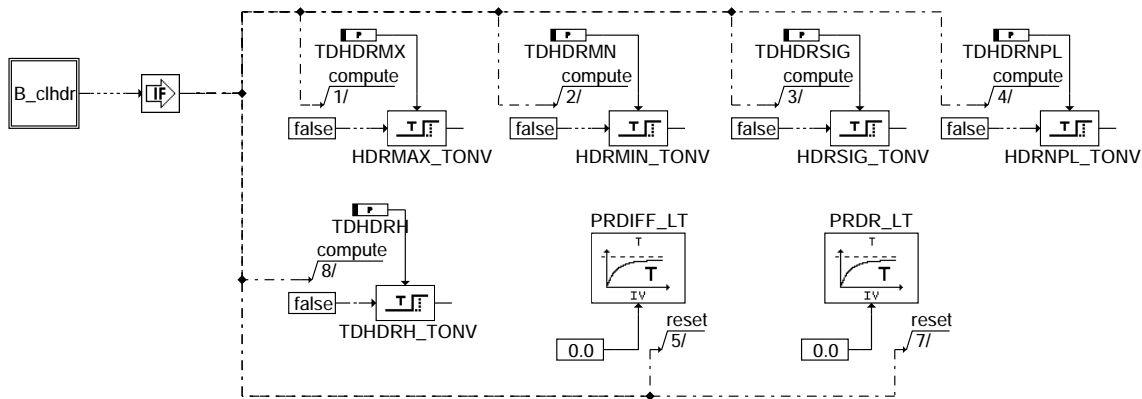 P
TDHDRMX
compute
1/
false
T
HDRMAX_TONV
P
TDHDRMN
compute
2/
false
T
HDRMIN_TONV
P
TDHDRSIG
compute
3/
false
T
HDRSIG_TONV
P
TDHDRNPL
compute
4/
false
T
HDRNPL_TONV
B_clhdr
IF
P
TDHDRH
compute
8/
false
T
TDHDRH_TONV
PRDIFF_LT
T
T
IV
0.0
reset
5/
PRDR_LT
T
T
IV
0.0
reset
7/